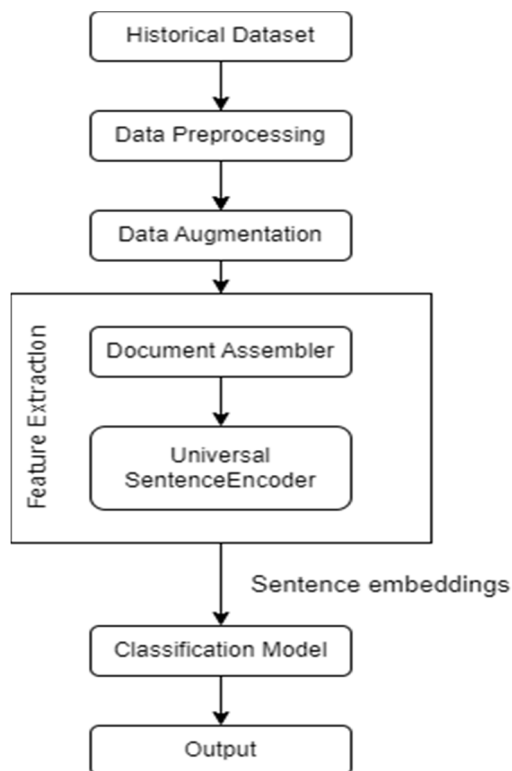 Historical Dataset
Data Preprocessing
Data Augmentation
Feature Extraction
Document Assembler
Universal
SentenceEncoder
Sentence embeddings
Classification Model
Output